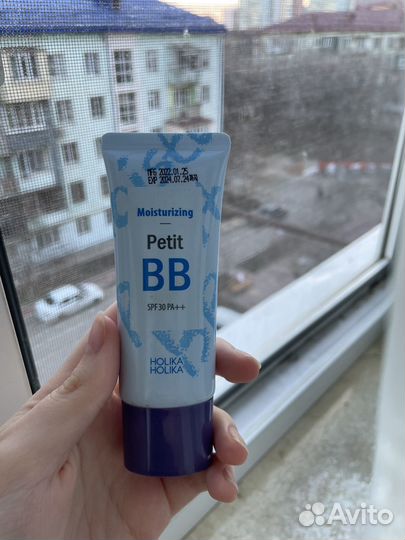 MFG 2022.01.25
EXP 2024.07.24
Moisturizing
Petit
BB
SPF30 PA++
HOLIKA
HOLIKA
Avito